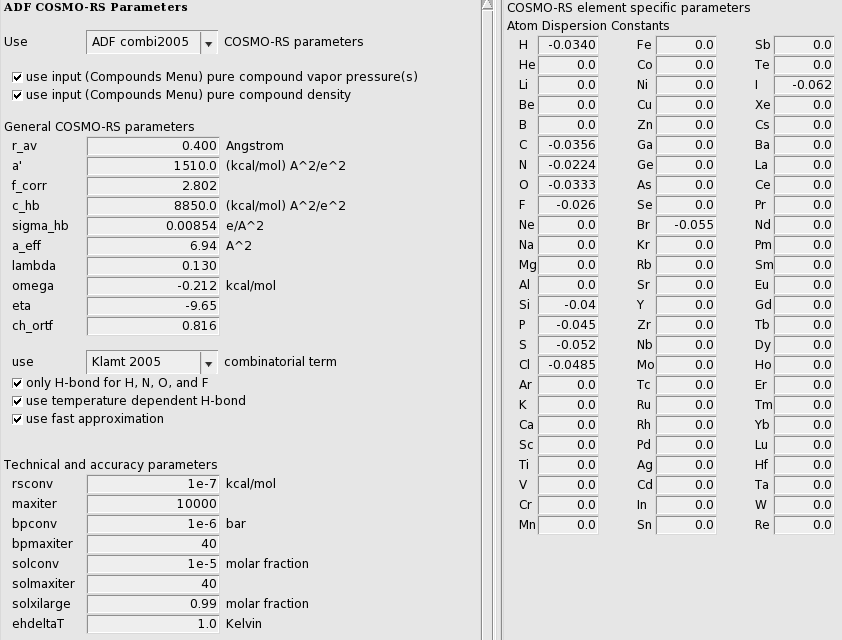 ADF COSMO-RS Parameters
Use ADF combi2005 COSMO-RS parameters
use input (Compounds Menu) pure compound vapor pressure(s)
use input (Compounds Menu) pure compound density
General COSMO-RS parameters
r_av 0.400 Angstrom
a' 1510.0 (kcal/mol) A^2/e^2
f_corr 2.802
c_hb 8850.0 (kcal/mol) A^2/e^2
sigma_hb 0.00854 e/A^2
a_eff 6.94 A^2
lambda 0.130
omega -0.212 kcal/mol
eta -9.65
ch_ortf 0.816
use Klamt 2005 combinatorial term
only H-bond for H, N, O, and F
use temperature dependent H-bond
use fast approximation
Technical and accuracy parameters
rsconv 1e-7 kcal/mol
maxiter 10000
bpconv 1e-6 bar
bpmaxiter 40
solconv 1e-5 molar fraction
solmaxiter 40
solxilarge 0.99 molar fraction
ehdeltaT 1.0 Kelvin
COSMO-RS element specific parameters
Atom Dispersion Constants
H -0.0340 Fe 0.0 Sb 0.0
He 0.0 Co 0.0 Te 0.0
Li 0.0 Ni 0.0 I -0.062
Be 0.0 Cu 0.0 Xe 0.0
B 0.0 Zn 0.0 Cs 0.0
C -0.0356 Ga 0.0 Ba 0.0
N -0.0224 Ge 0.0 La 0.0
O -0.0333 As 0.0 Ce 0.0
F -0.026 Se 0.0 Pr 0.0
Ne 0.0 Br -0.055 Nd 0.0
Na 0.0 Kr 0.0 Pm 0.0
Mg 0.0 Rb 0.0 Sm 0.0
Al 0.0 Sr 0.0 Eu 0.0
Si -0.04 Y 0.0 Gd 0.0
P -0.045 Zr 0.0 Tb 0.0
S -0.052 Nb 0.0 Dy 0.0
Cl -0.0485 Mo 0.0 Ho 0.0
Ar 0.0 Tc 0.0 Er 0.0
K 0.0 Ru 0.0 Tm 0.0
Ca 0.0 Rh 0.0 Yb 0.0
Sc 0.0 Pd 0.0 Lu 0.0
Ti 0.0 Ag 0.0 Hf 0.0
V 0.0 Cd 0.0 Ta 0.0
Cr 0.0 In 0.0 W 0.0
Mn 0.0 Sn 0.0 Re 0.0